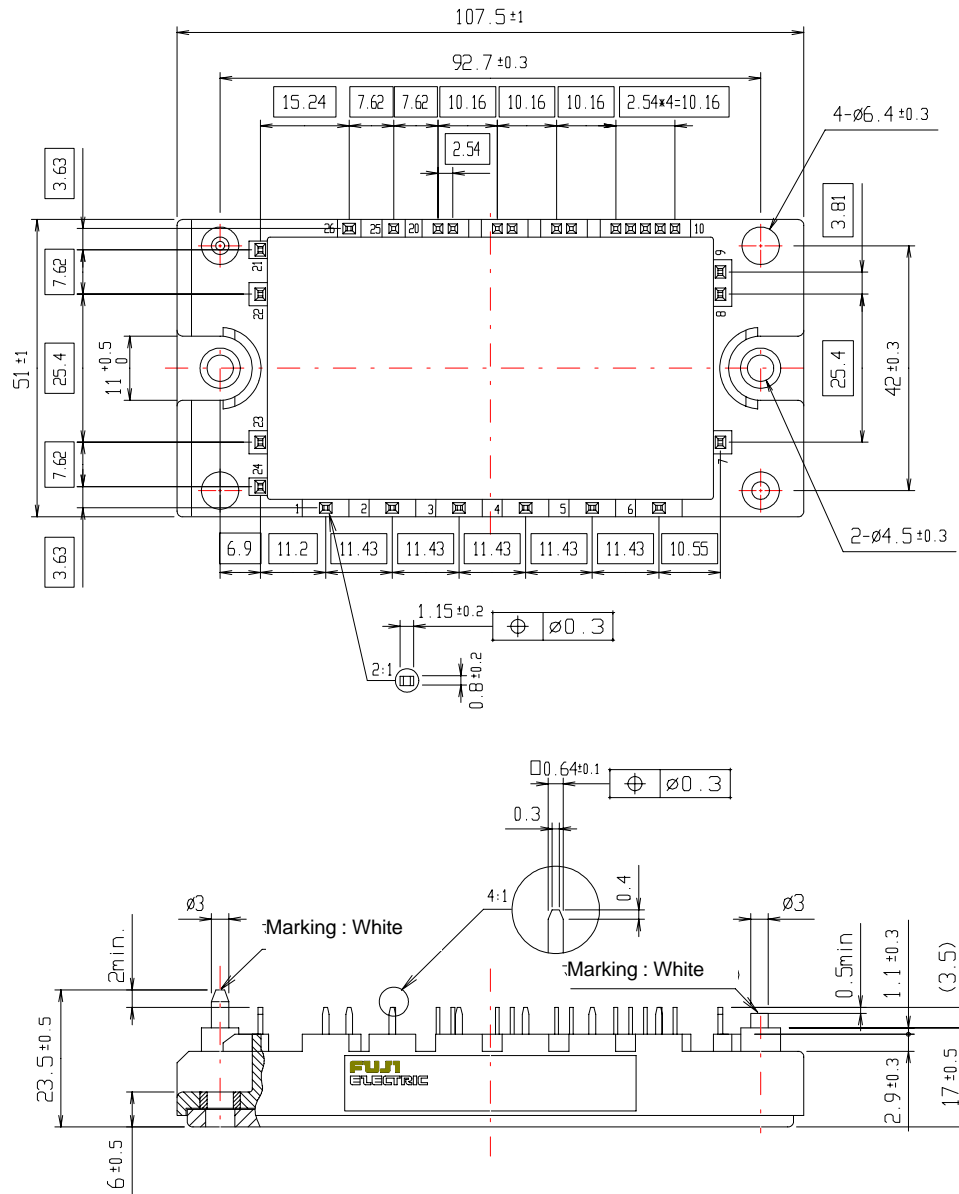 107.5 ±1
92.7 ±0.3
15.24 7.62 7.62 10.16 10.16 10.16 2.54*4=10.16
4-ø6.4 ±0.3
2.54
3.63
3.81
26 25 20 10
21
9
7.62
22
8
51 ±1
11 +0.5 0
25.4
25.4
42 ±0.3
23
7
7.62
24
1 2 3 4 5 6
3.63
6.9 11.2 11.43 11.43 11.43 11.43 11.43 10.55
2-ø4.5 ±0.3
1.15 ±0.2
ø0.3
2:1
0.8 ±0.2
□0.64 ±0.1
ø0.3
0.3
4:1
0.4
ø3
Marking : White
ø3
Marking : White
2min.
0.5min
1.1 ±0.3
(3.5)
23.5 ±0.5
FUJI
ELECTRIC
2.9 ±0.3
17 ±0.5
6 ±0.5